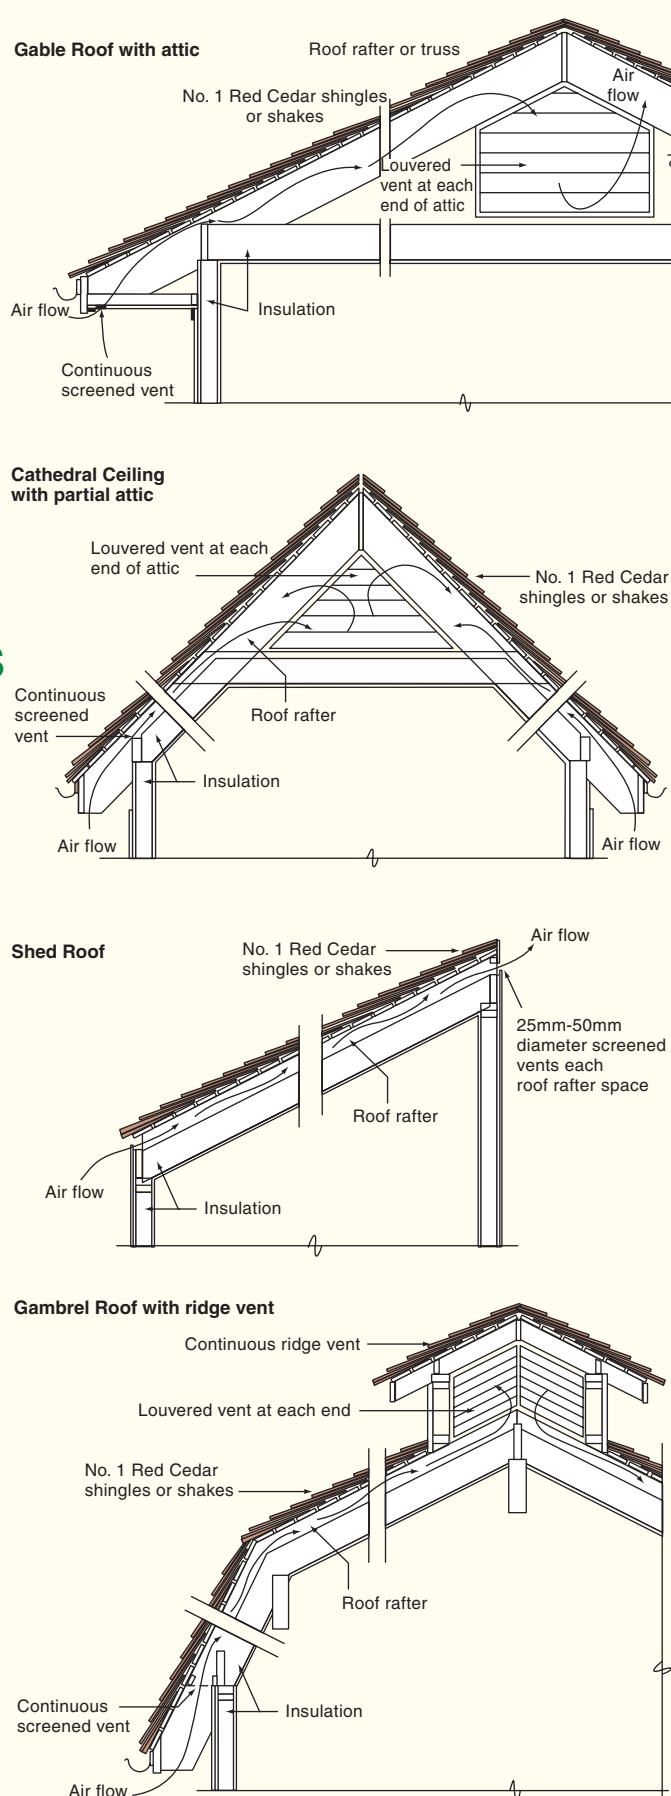 Gable Roof with attic
Roof rafter or truss
Air
flow
No. 1 Red Cedar shingles
or shakes
Louvered
vent at each
end of attic
Air flow
Insulation
Continuous
screened vent
Cathedral Ceiling
with partial attic
Louvered vent at each
end of attic
No. 1 Red Cedar
shingles or shakes
Continuous
screened
vent
Roof rafter
Insulation
Air flow
Air flow
Shed Roof
No. 1 Red Cedar
shingles or shakes
Air flow
25mm-50mm
diameter screened
vents each
roof rafter space
Roof rafter
Air flow
Insulation
Gambrel Roof with ridge vent
Continuous ridge vent
Louvered vent at each end
No. 1 Red Cedar
shingles or shakes
Roof rafter
Continuous
screened vent
Insulation
Air flow